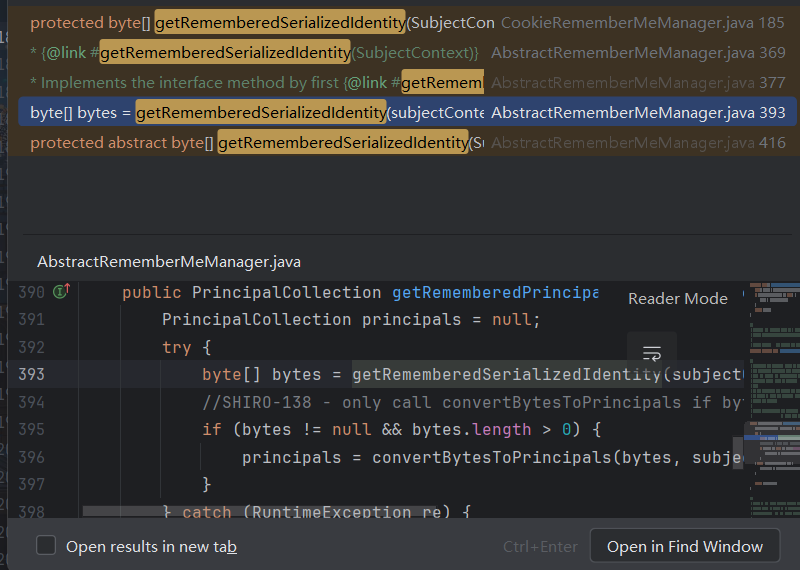 protected byte[] getRememberedSerializedIdentity(SubjectCon CookieRememberMeManager.java 185
* {@link #getRememberedSerializedIdentity(SubjectContext)} AbstractRememberMeManager.java 369
* Implements the interface method by first {@link #getRemem AbstractRememberMeManager.java 377
byte[] bytes = getRememberedSerializedIdentity(subjectConte AbstractRememberMeManager.java 393
protected abstract byte[] getRememberedSerializedIdentity(Su AbstractRememberMeManager.java 416
AbstractRememberMeManager.java
390 public PrincipalCollection getRememberedPrincipa
Reader Mode
391 PrincipalCollection principals = null;
392 try {
393 byte[] bytes = getRememberedSerializedIdentity(subject
394 //SHIRO-138 - only call convertBytesToPrincipals if by
395 if (bytes != null && bytes.length > 0) {
396 principals = convertBytesToPrincipals(bytes, subje
397 }
398 } catch (RuntimeException re) {
Open results in new tab Ctrl+Enter Open in Find Window